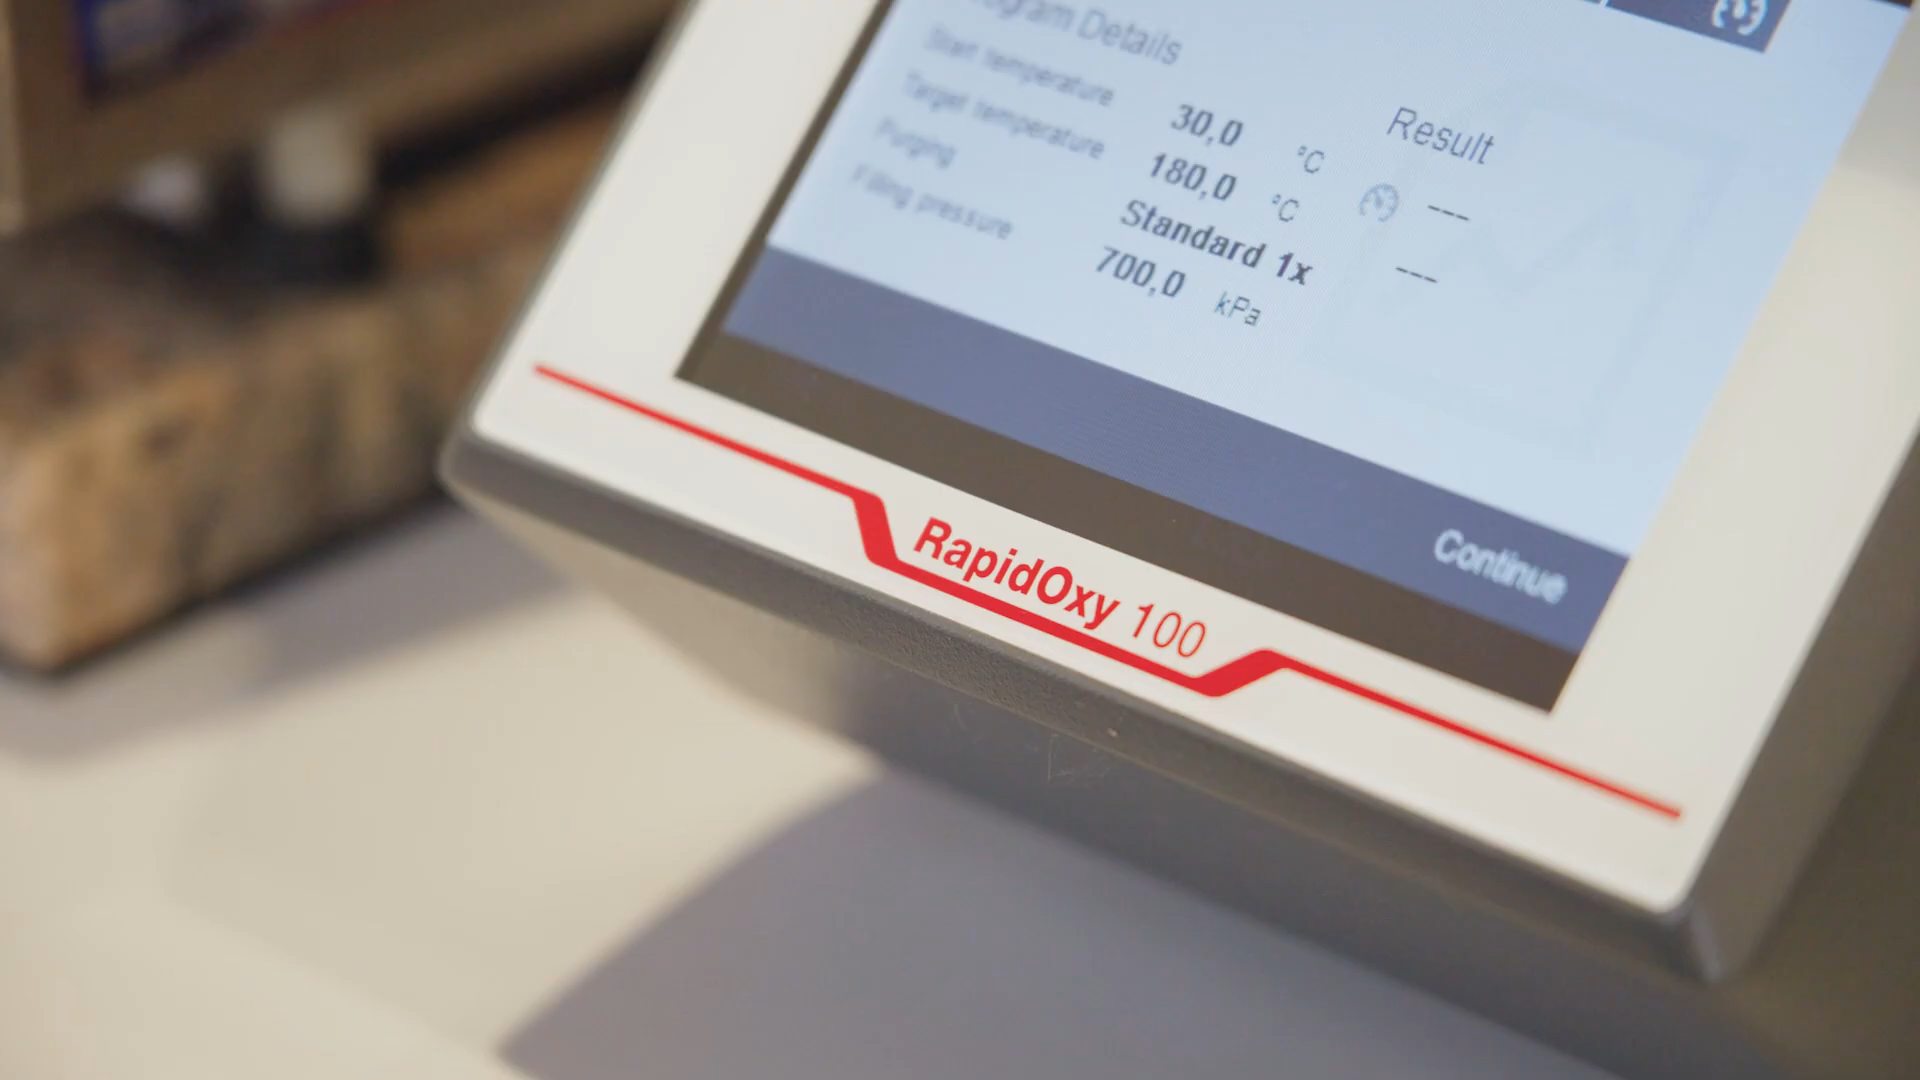 Program Details
Start temperature 30,0 °C
Target temperature 180,0 °C
Purging Standard 1x
Filling pressure 700,0 kPa
Result
---
---
Continue
RapidOxy 100